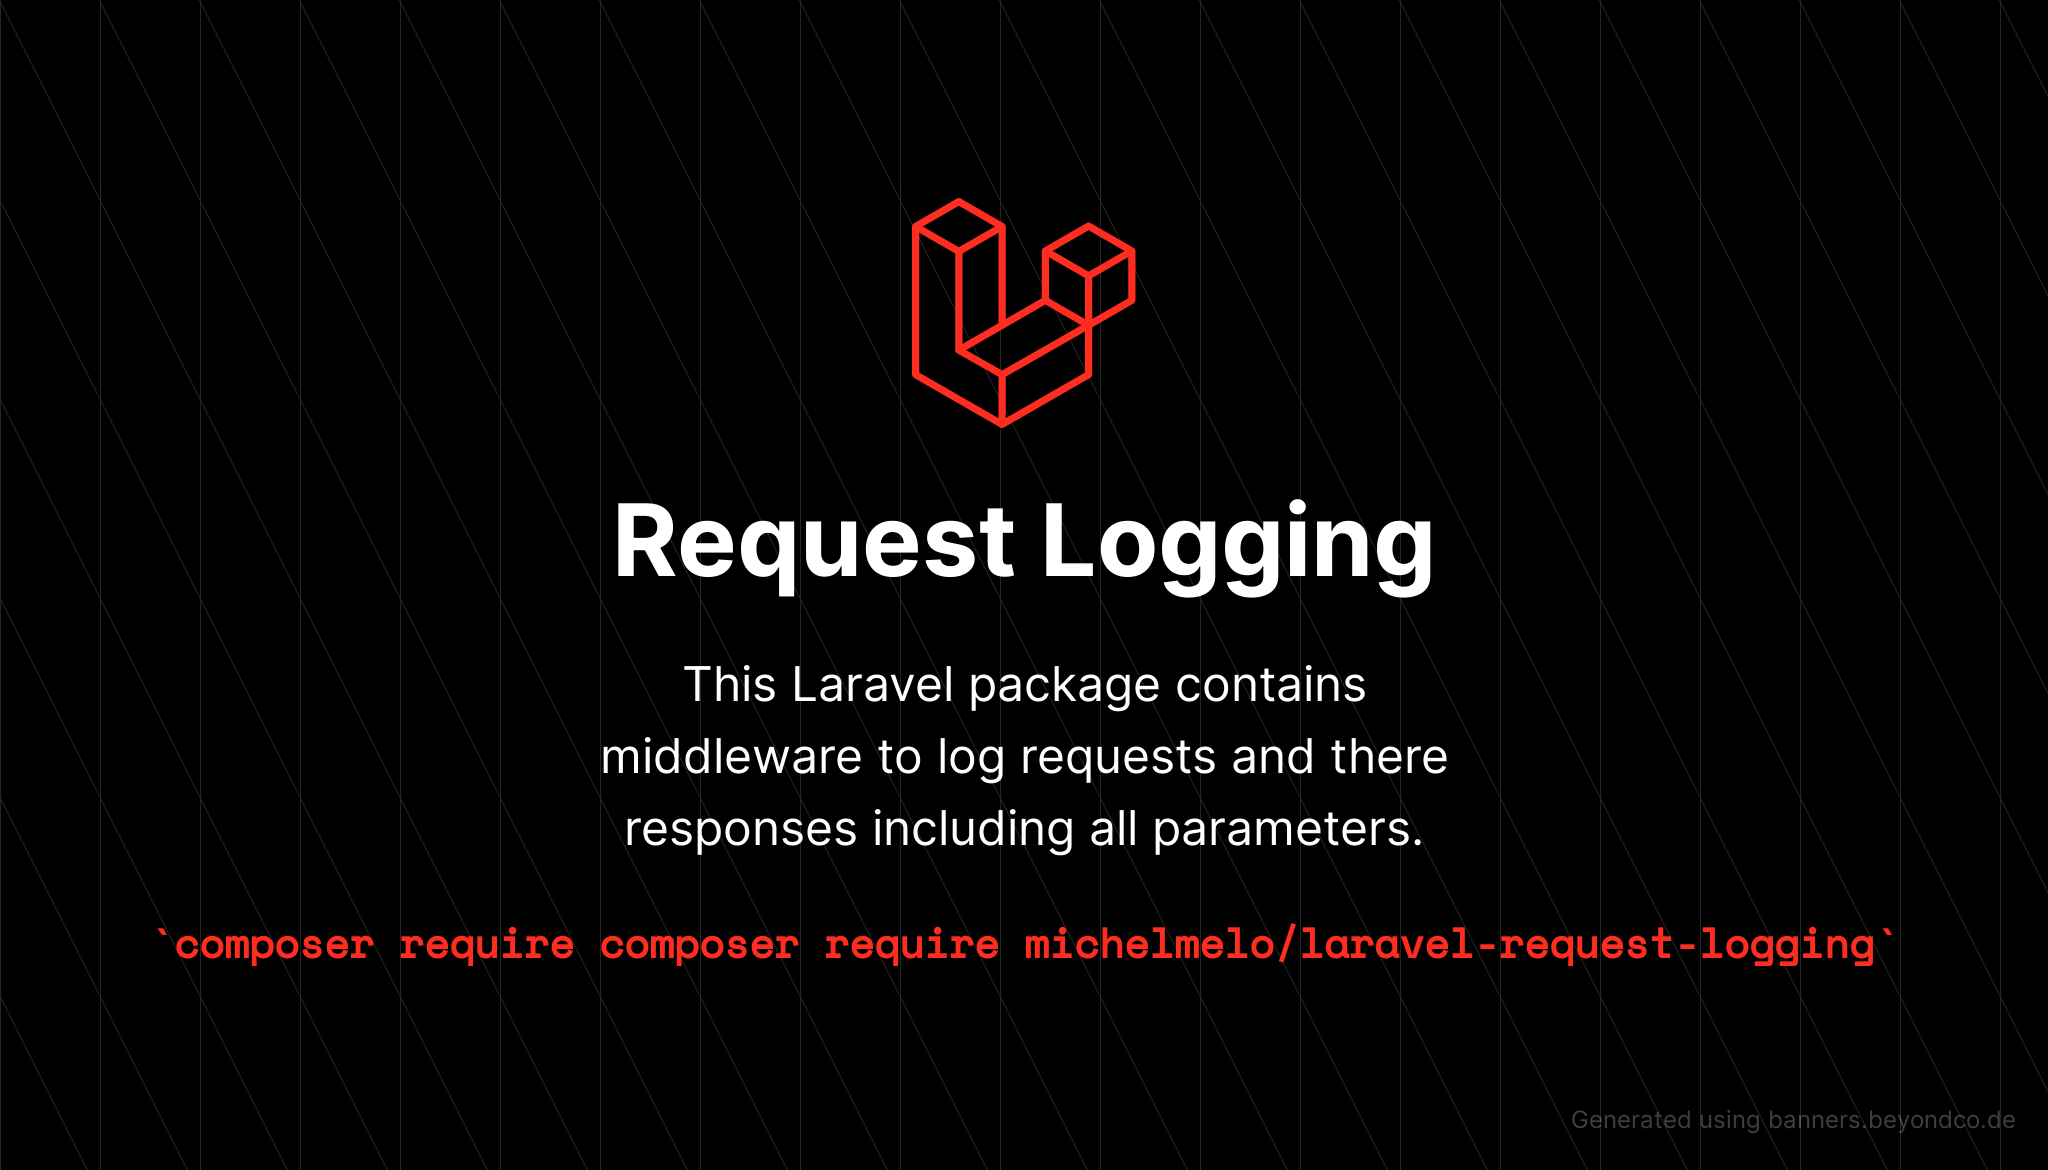 Request Logging
This Laravel package contains
middleware to log requests and there
responses including all parameters.
`composer require composer require michelmelo/laravel-request-logging`
Generated using banners.beyondco.de